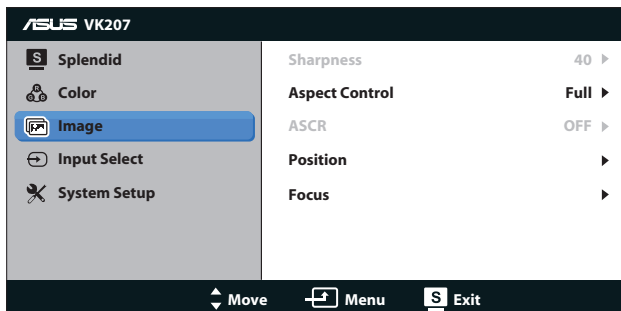 ASUS VK207
S Splendid
R G B Color
Image
Input Select
System Setup
Sharpness 40
Aspect Control Full
ASCR OFF
Position
Focus
Move Menu S Exit